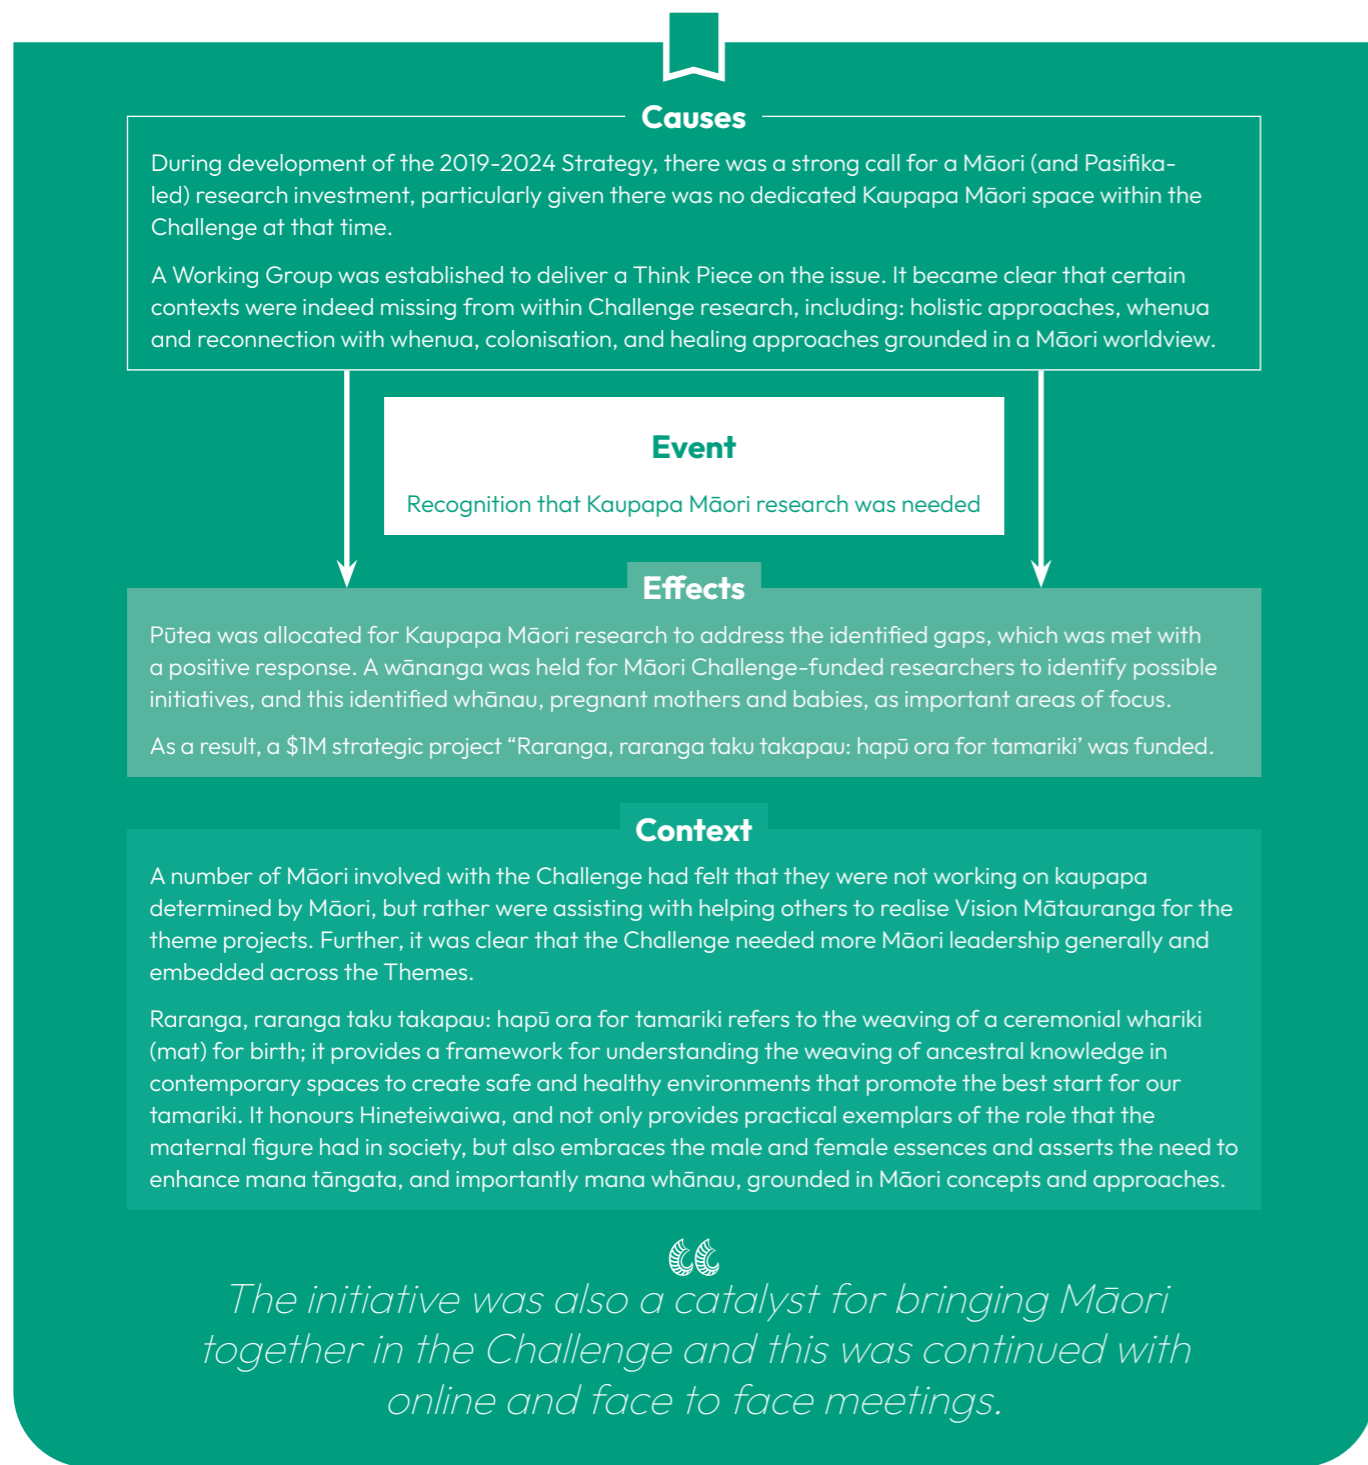 Causes
During development of the 2019-2024 Strategy, there was a strong call for a Māori (and Pasifika-
led) research investment, particularly given there was no dedicated Kaupapa Māori space within the
Challenge at that time.
A Working Group was established to deliver a Think Piece on the issue. It became clear that certain
contexts were indeed missing from within Challenge research, including: holistic approaches, whenua
and reconnection with whenua, colonisation, and healing approaches grounded in a Māori worldview.
Event
Recognition that Kaupapa Māori research was needed
Effects
Pūtea was allocated for Kaupapa Māori research to address the identified gaps, which was met with
a positive response. A wānanga was held for Māori Challenge-funded researchers to identify possible
initiatives, and this identified whānau, pregnant mothers and babies, as important areas of focus.
As a result, a $1M strategic project “Raranga, raranga taku takapau: hapū ora for tamariki’ was funded.
Context
A number of Māori involved with the Challenge had felt that they were not working on kaupapa
determined by Māori, but rather were assisting with helping others to realise Vision Mātauranga for the
theme projects. Further, it was clear that the Challenge needed more Māori leadership generally and
embedded across the Themes.
Raranga, raranga taku takapau: hapū ora for tamariki refers to the weaving of a ceremonial whariki
(mat) for birth; it provides a framework for understanding the weaving of ancestral knowledge in
contemporary spaces to create safe and healthy environments that promote the best start for our
tamariki. It honours Hineteiwaiwa, and not only provides practical exemplars of the role that the
maternal figure had in society, but also embraces the male and female essences and asserts the need to
enhance mana tāngata, and importantly mana whānau, grounded in Māori concepts and approaches.
“
The initiative was also a catalyst for bringing Māori
together in the Challenge and this was continued with
online and face to face meetings.